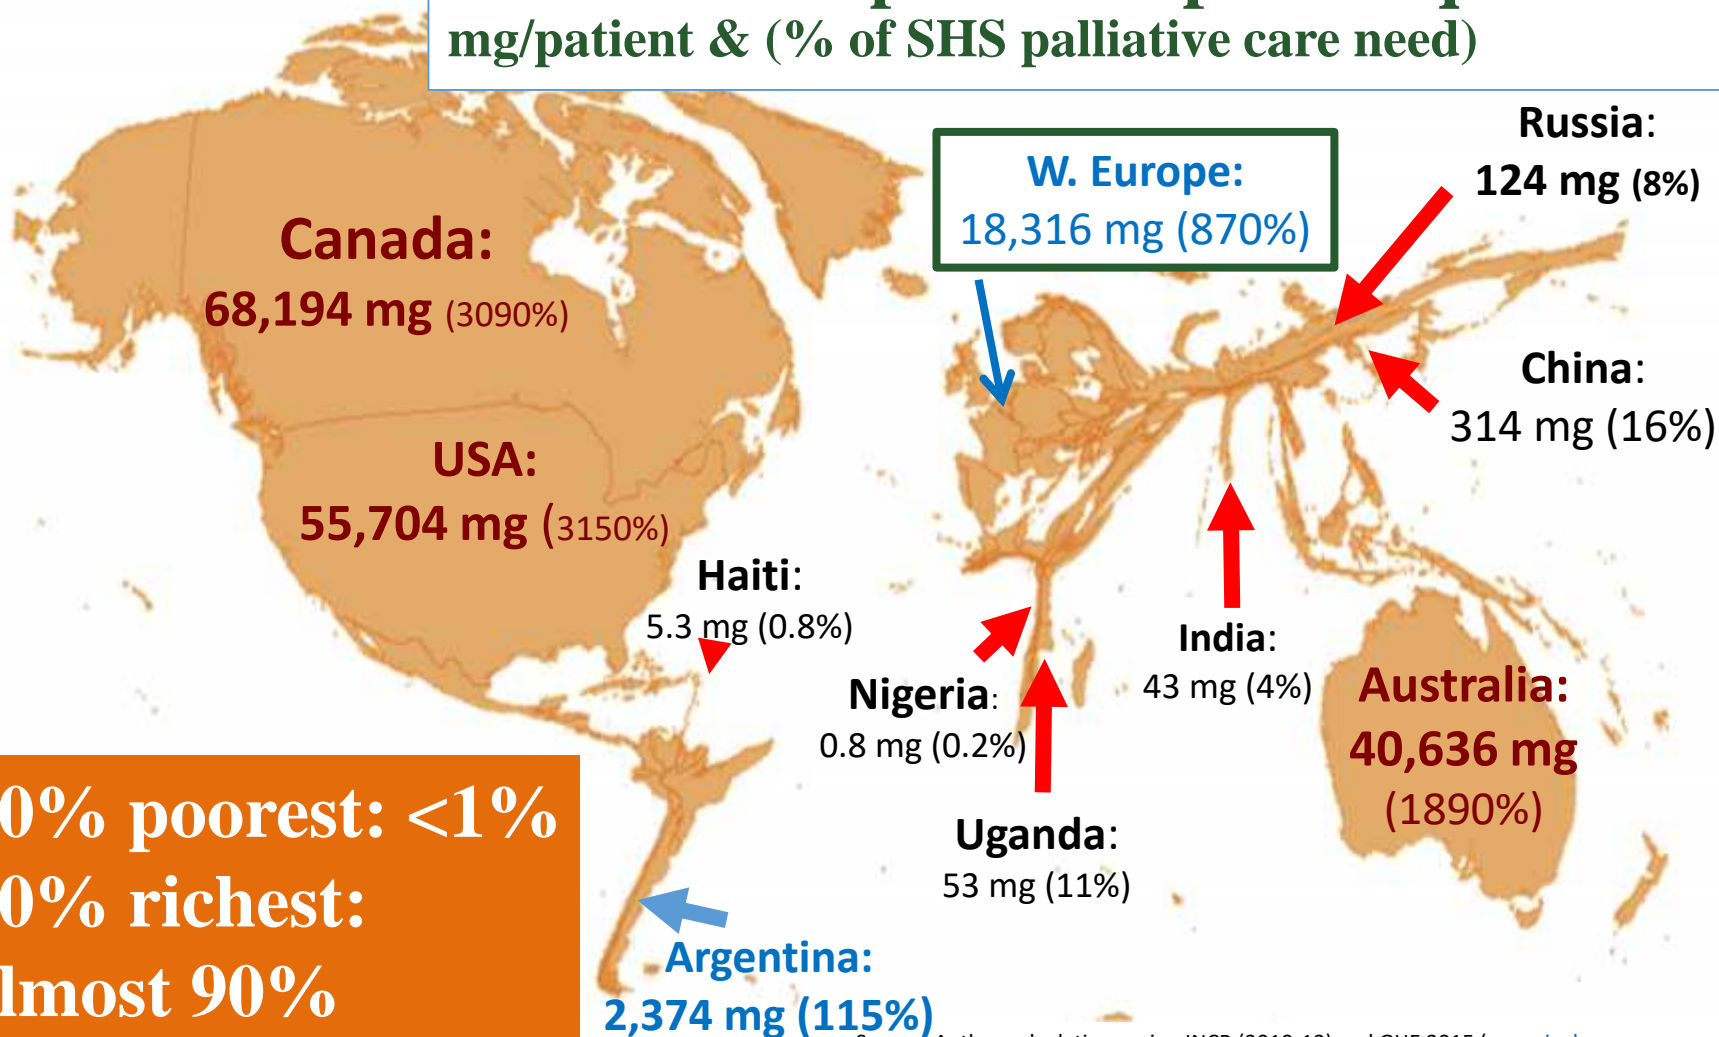 mg/patient & (% of SHS palliative care need)
Russia:
124 mg (8%)
W. Europe:
18,316 mg (870%)
Canada:
68,194 mg (3090%)
China:
314 mg (16%)
USA:
55,704 mg (3150%)
Haiti:
5.3 mg (0.8%)
India:
43 mg (4%)
Nigeria:
0.8 mg (0.2%)
Australia:
40,636 mg
(1890%)
Uganda:
53 mg (11%)
0% poorest: <1%
0% richest:
lmost 90%
Argentina:
2,374 mg (115%)